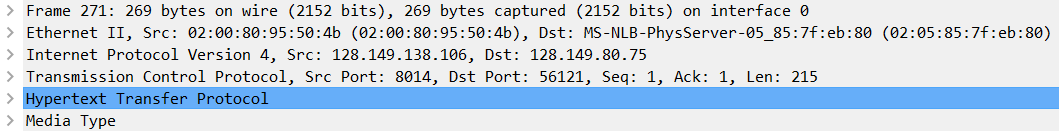 Frame 271: 269 bytes on wire (2152 bits), 269 bytes captured (2152 bits) on interface 0
Ethernet II, Src: 02:00:80:95:50:4b (02:00:80:95:50:4b), Dst: MS-NLB-PhysServer-05_85:7f:eb:80 (02:05:85:7f:eb:80)
Internet Protocol Version 4, Src: 128.149.138.106, Dst: 128.149.80.75
Transmission Control Protocol, Src Port: 8014, Dst Port: 56121, Seq: 1, Ack: 1, Len: 215
Hypertext Transfer Protocol
Media Type